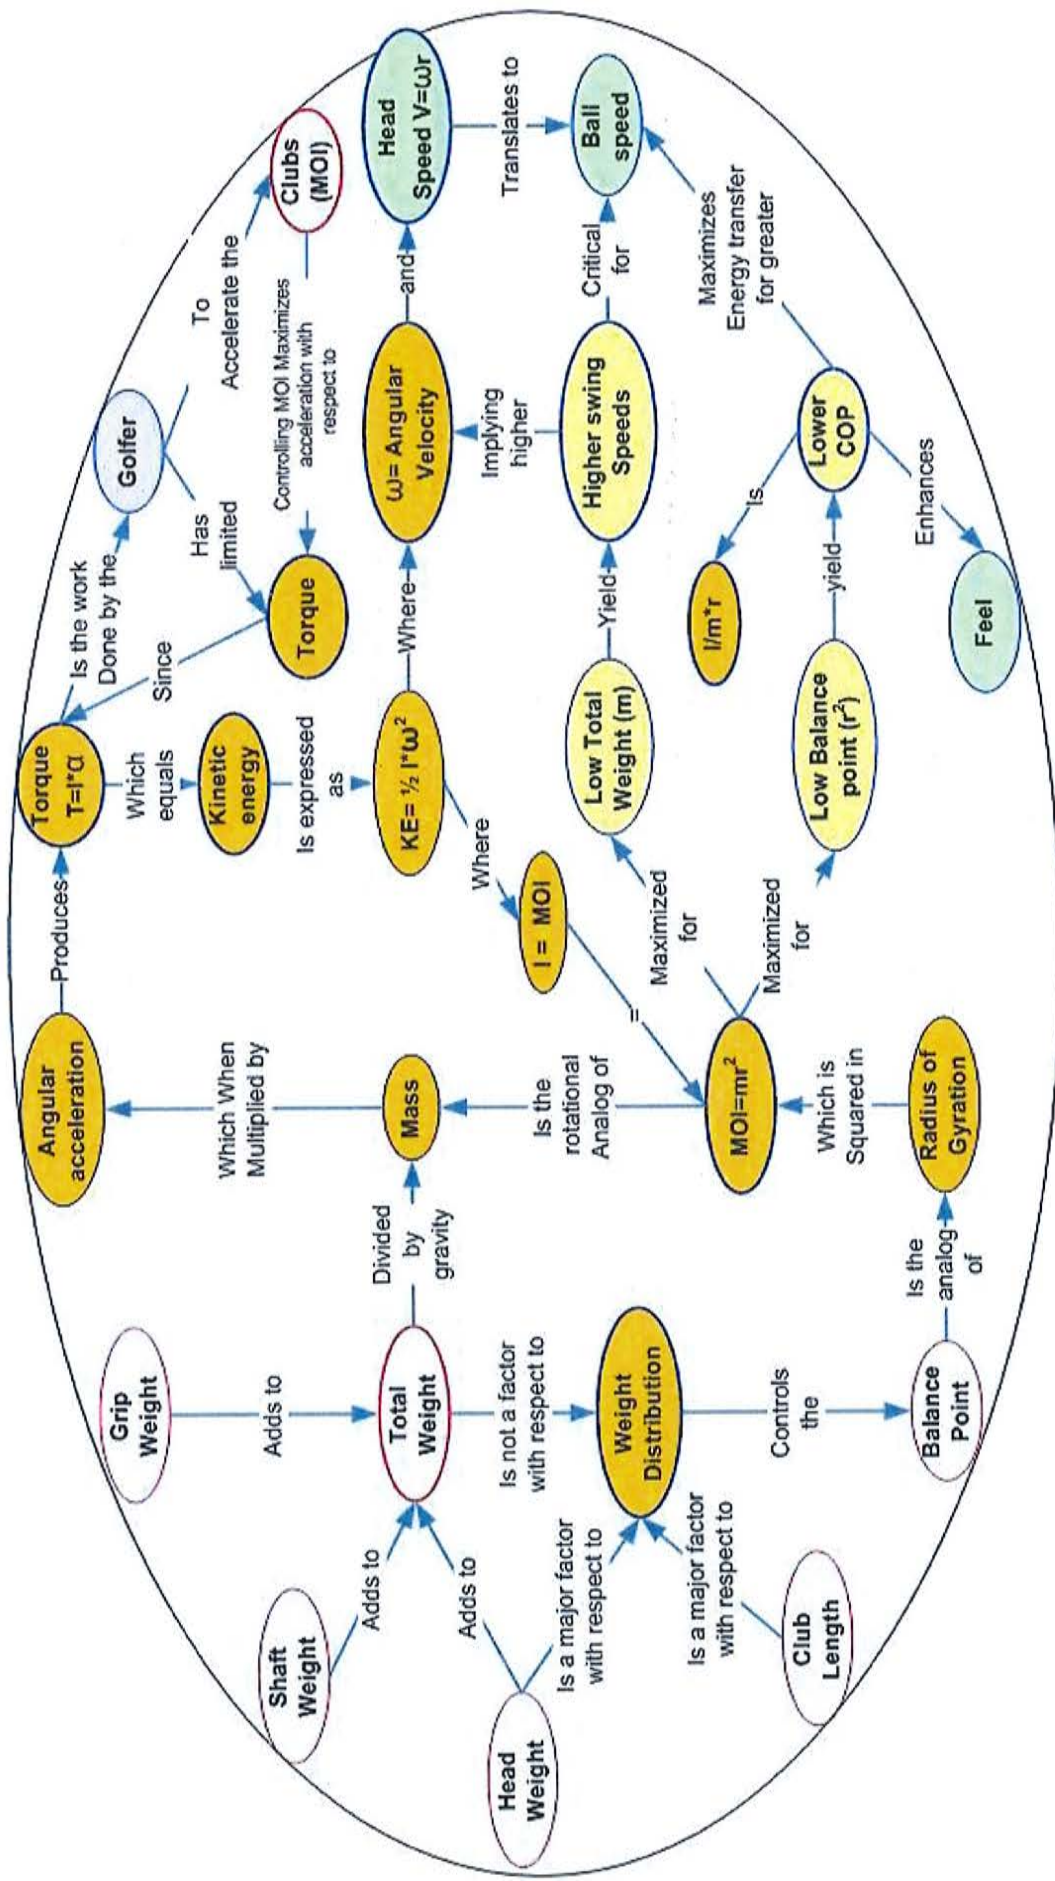 Grip
Weight
Adds to
Shaft
Weight
Adds to
Head
Weight
Adds to
Is a major factor
with respect to
Club
Length
Is a major factor
with respect to
Total
Weight
Is not a factor
with respect to
Weight
Distribution
Controls
the
Balance
Point
Divided
by
gravity
Is the
analog
of
Angular
acceleration
Which When
Multiplied by
Mass
Is the
rotational
Analog of
MOI=mr²
Which is
Squared in
Radius of
Gyration
Produces
Torque
T=I*α
Which
equals
Kinetic
energy
Is expressed
as
KE= ½ I*ω²
Where
I = MOI
=
Maximized
for
Maximized
for
Low Total
Weight (m)
Low Balance
point (r²)
Is the work
Done by the
Since
Has
limited
Torque
Golfer
To
Accelerate the
Clubs
(MOI)
Controlling MOI Maximizes
acceleration with
respect to
Where
ω= Angular
Velocity
and
Head
Speed V=ωr
Translates to
Ball
speed
Implying
higher
Yield
Higher swing
Speeds
Critical
for
yield
Lower
COP
Is
I/m*r
Enhances
Feel
Maximizes
Energy transfer
for greater